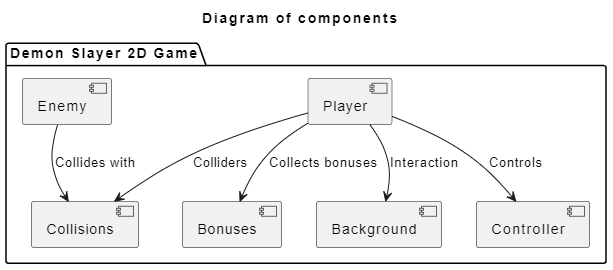 Diagram of components
Demon Slayer 2D Game
Enemy
Player
Collides with
Colliders
Collects bonuses
Interaction
Controls
Collisions
Bonuses
Background
Controller